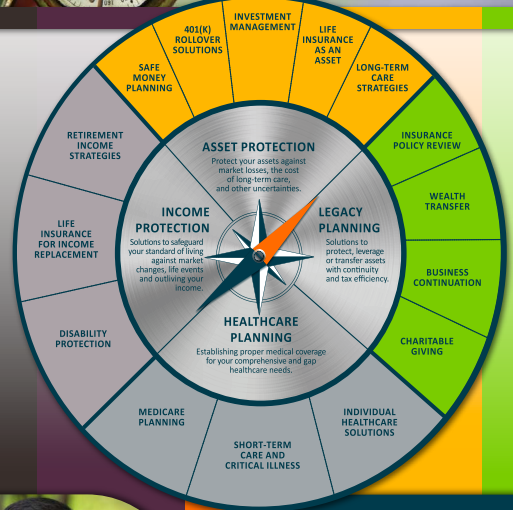 INVESTMENT
MANAGEMENT
401(K)
ROLLOVER
SOLUTIONS
LIFE
INSURANCE
AS AN
ASSET
SAFE
MONEY
PLANNING
LONG-TERM
CARE
STRATEGIES
RETIREMENT
INCOME
STRATEGIES
INSURANCE
POLICY REVIEW
ASSET PROTECTION
Protect your assets against
market losses, the cost
of long-term care,
and other uncertainties.
WEALTH
TRANSFER
LIFE
INSURANCE
FOR INCOME
REPLACEMENT
INCOME
PROTECTION
Solutions to safeguard
your standard of living
against market
changes, life events
and outliving your
income.
LEGACY
PLANNING
Solutions to
protect, leverage
or transfer assets
with continuity
and tax efficiency.
BUSINESS
CONTINUATION
DISABILITY
PROTECTION
HEALTHCARE
PLANNING
Establishing proper medical coverage
for your comprehensive and gap
healthcare needs.
CHARITABLE
GIVING
MEDICARE
PLANNING
SHORT-TERM
CARE AND
CRITICAL ILLNESS
INDIVIDUAL
HEALTHCARE
SOLUTIONS